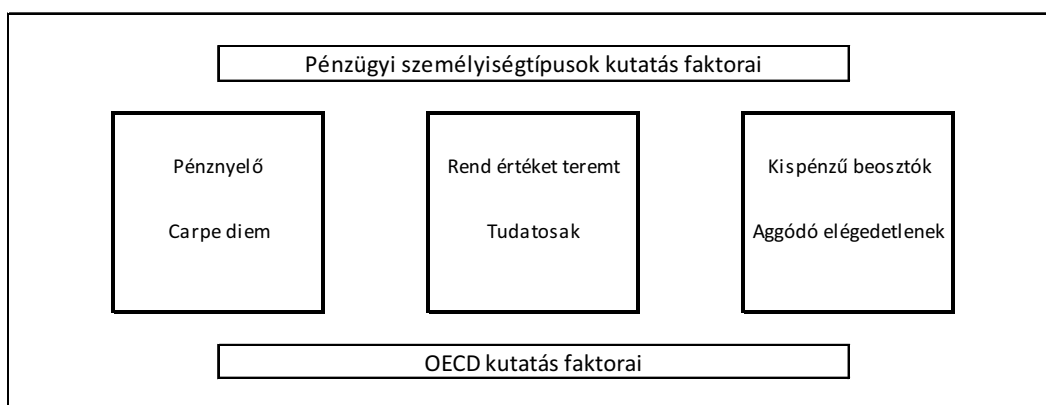 Pénzügyi személyiségtípusok kutatás faktorai
Pénznyelő
Carpe diem
Rend értéket teremt
Tudatosak
Kispénzű beosztók
Aggódó elégedetlenek
OECD kutatás faktorai